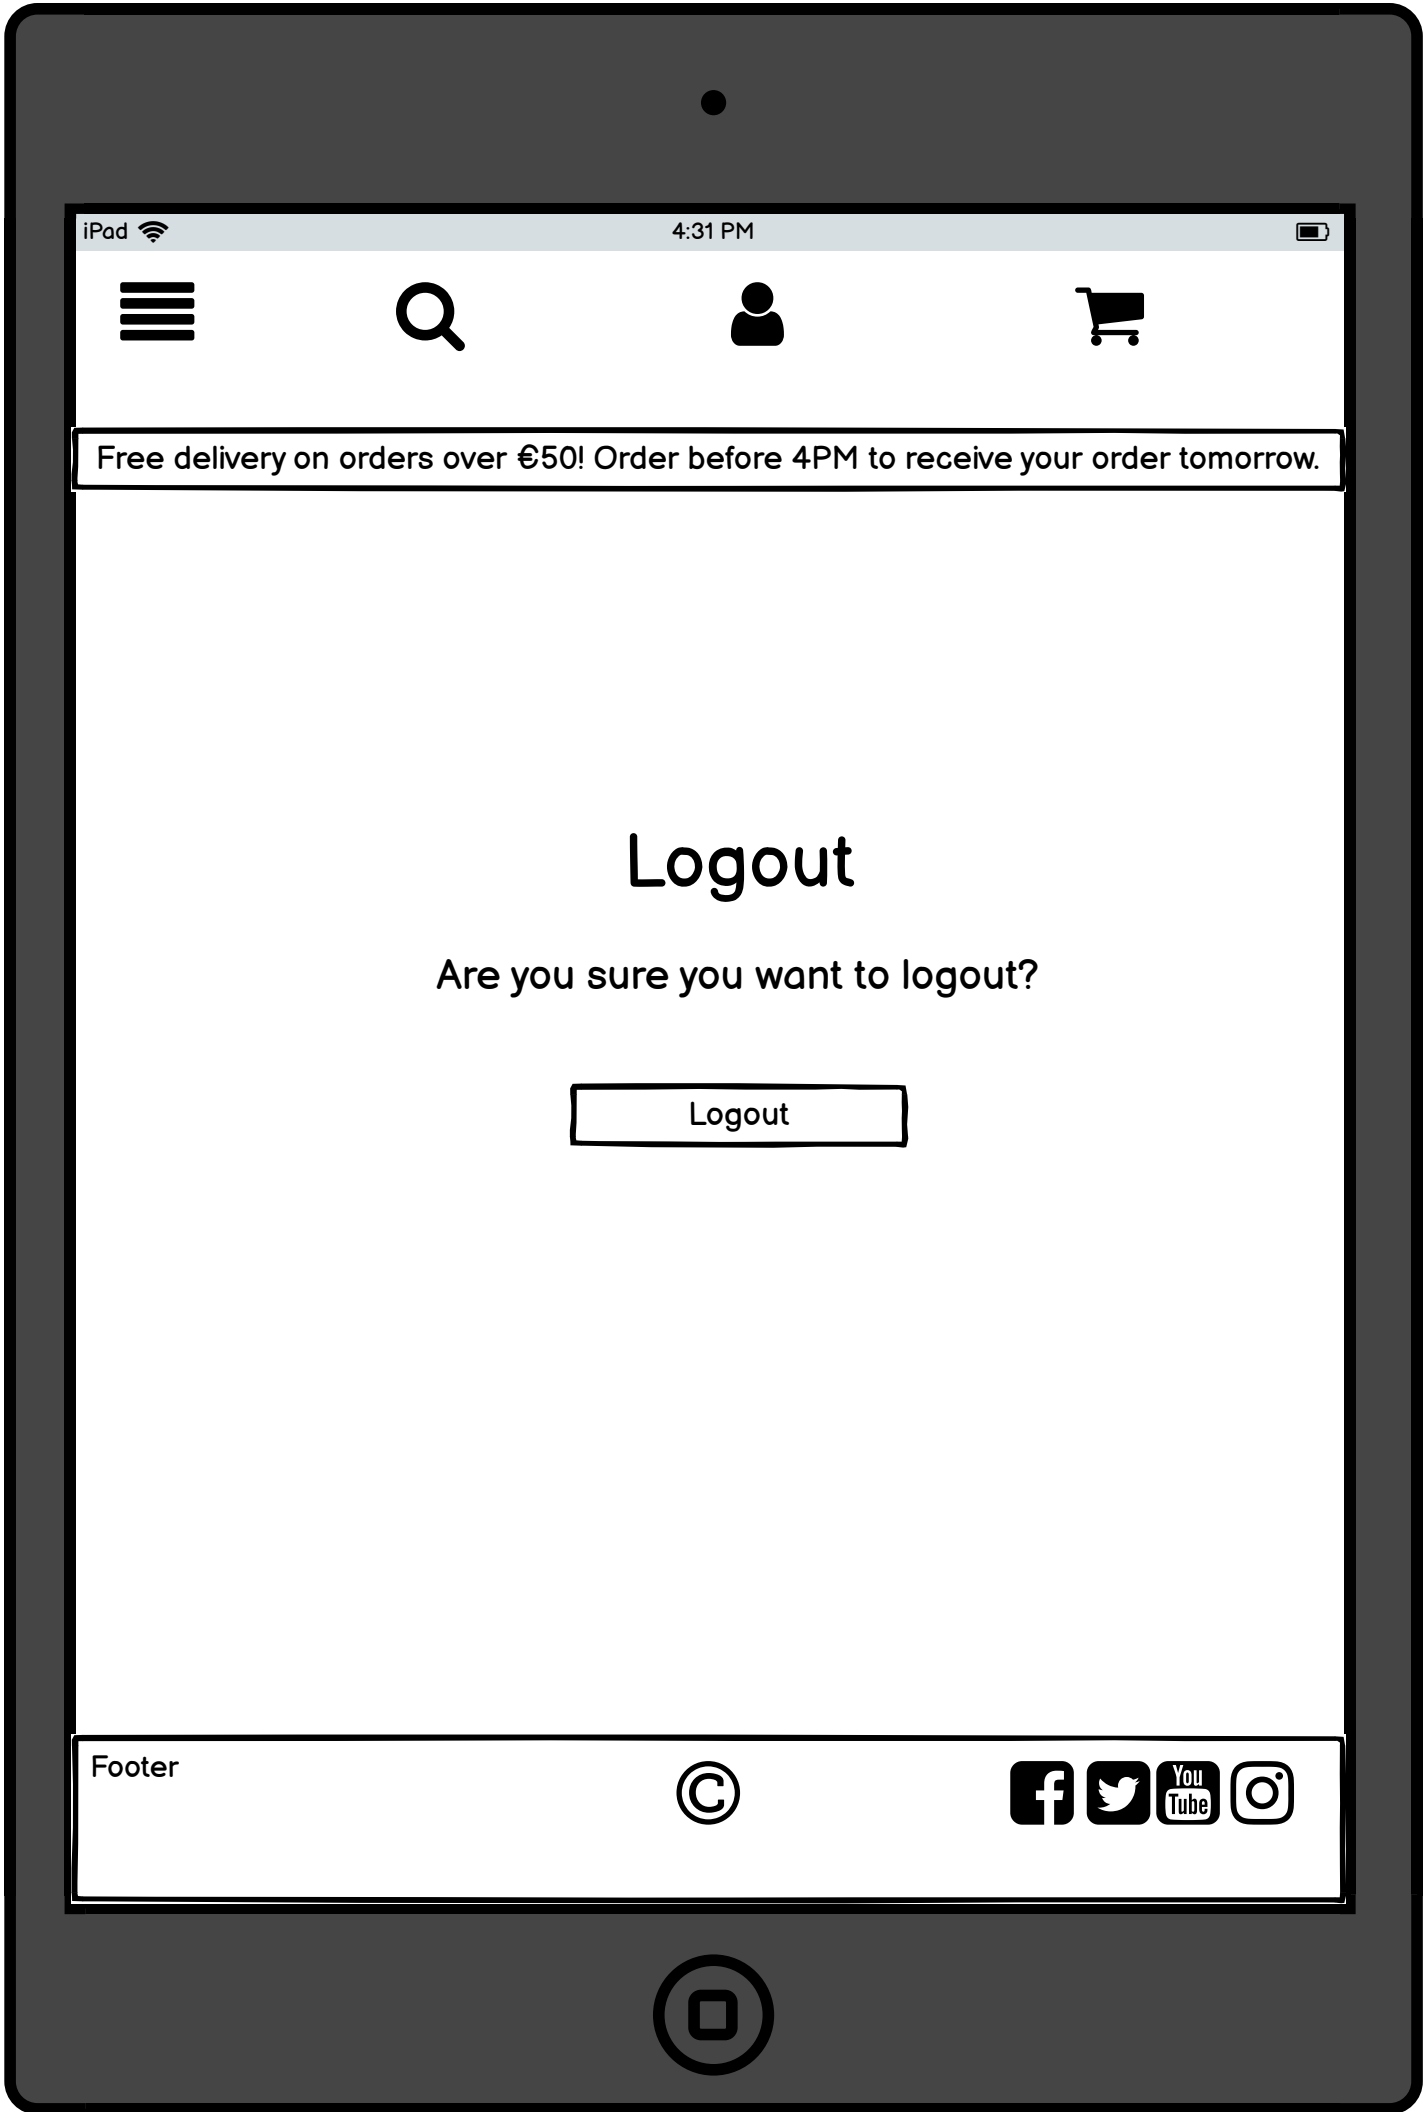 iPad 4:31 PM
Free delivery on orders over €50! Order before 4PM to receive your order tomorrow.
Logout
Are you sure you want to logout?
Logout
Footer © You
Tube